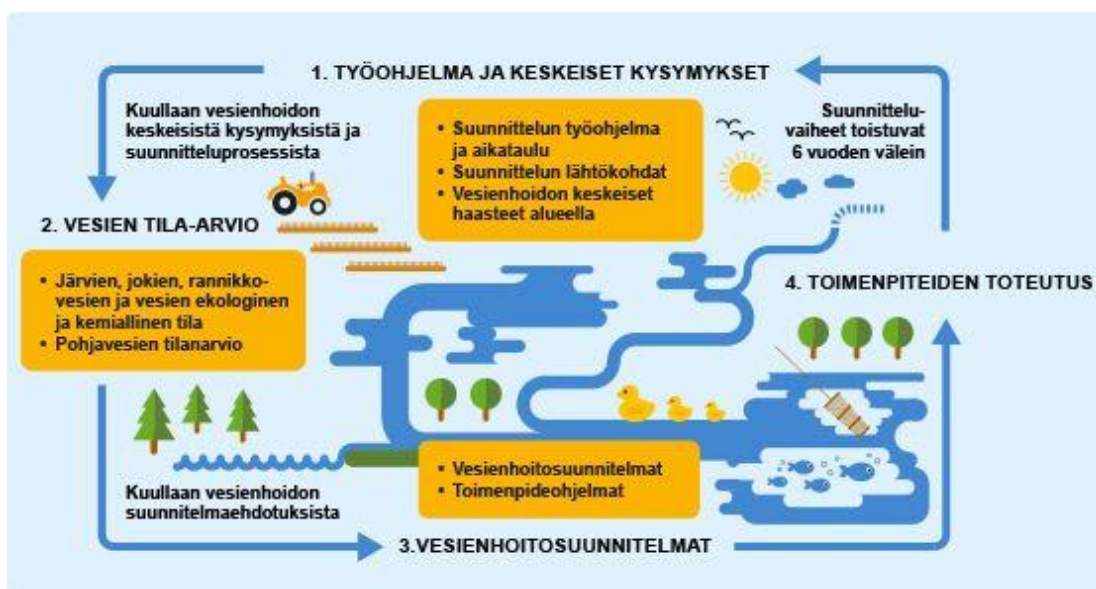 1. TYÖOHJELMA JA KESKEISET KYSYMYKSET
Kuullaan vesienhoidon
keskeisistä kysymyksistä ja
suunnitteluprosessista
• Suunnittelun työohjelma
ja aikataulu
• Suunnittelun lähtökohdat
• Vesienhoidon keskeiset
haasteet alueella
Suunnittelu-
vaiheet toistuvat
6 vuoden välein
2. VESIEN TILA-ARVIO
• Järvien, jokien, rannikko-
vesien ja vesien ekologinen
ja kemiallinen tila
• Pohjavesien tilanarvio
4. TOIMENPITEIDEN TOTEUTUS
Kuullaan vesienhoidon
suunnitelmaehdotuksista
• Vesienhoitosuunnitelmat
• Toimenpideohjelmat
3.VESIENHOITOSUUNNITELMAT